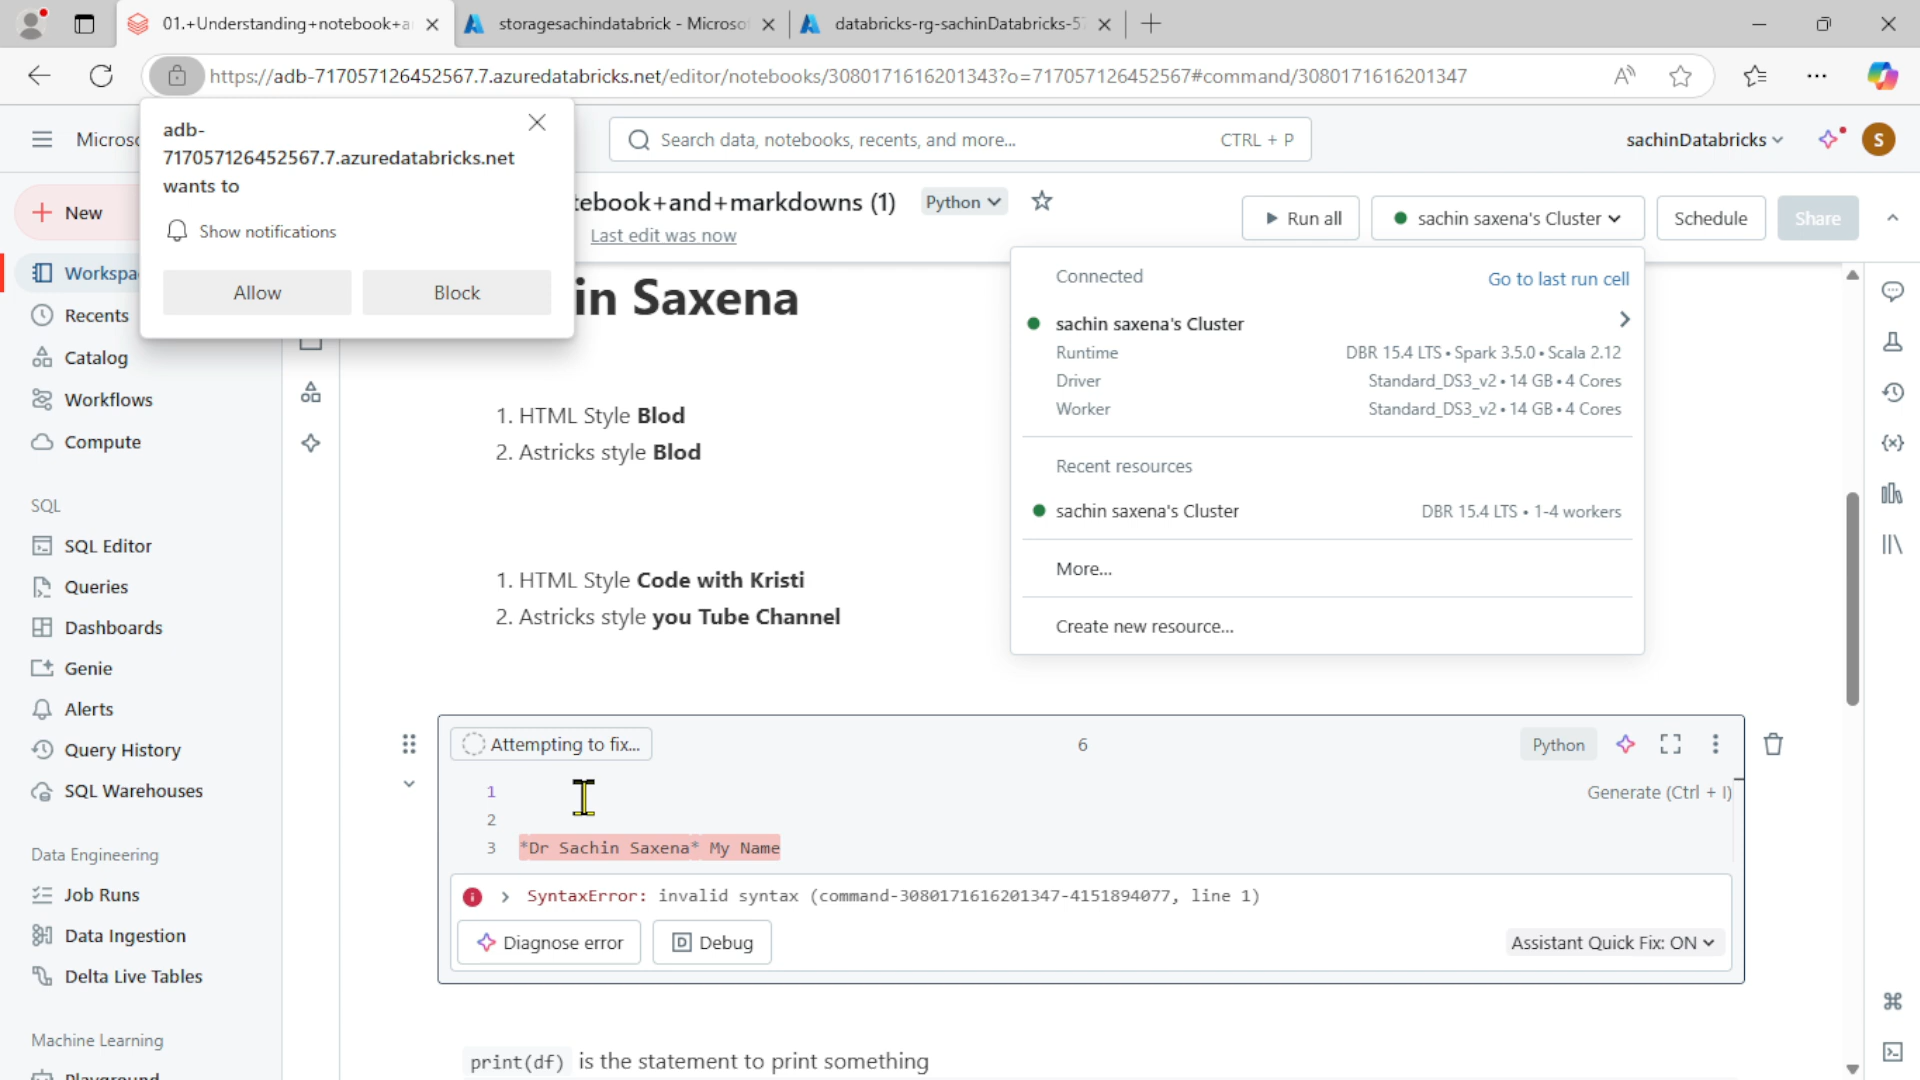 01.+Understanding+notebook+a
storagesachindatabrick - Microso
databricks-rg-sachinDatabricks-5
https://adb-717057126452567.7.azuredatabricks.net/editor/notebooks/3080171616201343?o=717057126452567#command/3080171616201347
adb-
717057126452567.7.azuredatabricks.net
wants to
Show notifications
Allow
Block
Microso
Search data, notebooks, recents, and more...
CTRL + P
sachinDatabricks
S
New
Workspa
Recents
Catalog
Workflows
Compute
SQL
SQL Editor
Queries
Dashboards
Genie
Alerts
Query History
SQL Warehouses
Data Engineering
Job Runs
Data Ingestion
Delta Live Tables
Machine Learning
Playground
tebook+and+markdowns (1)
Python
Last edit was now
Run all
sachin saxena's Cluster
Schedule
Share
in Saxena
1. HTML Style Blod
2. Astricks style Blod
1. HTML Style Code with Kristi
2. Astricks style you Tube Channel
Connected
Go to last run cell
sachin saxena's Cluster
Runtime
DBR 15.4 LTS • Spark 3.5.0 • Scala 2.12
Driver
Standard_DS3_v2 • 14 GB • 4 Cores
Worker
Standard_DS3_v2 • 14 GB • 4 Cores
Recent resources
sachin saxena's Cluster
DBR 15.4 LTS • 1-4 workers
More...
Create new resource...
Attempting to fix...
6
Python
1
Generate (Ctrl + I)
2
3 *Dr Sachin Saxena* My Name
SyntaxError: invalid syntax (command-3080171616201347-4151894077, line 1)
Diagnose error
Debug
Assistant Quick Fix: ON
print(df) is the statement to print something